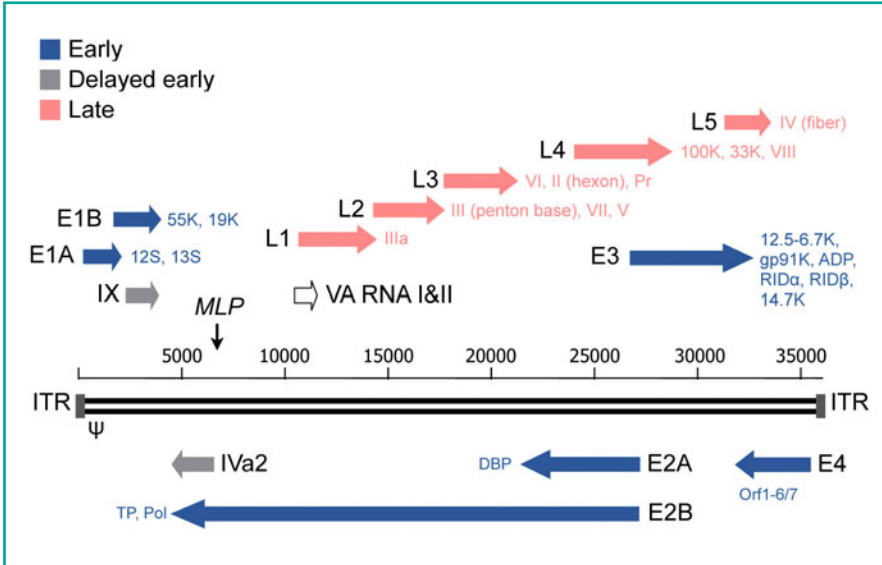 Early
Delayed early
Late
L5 IV (fiber)
L4 100K, 33K, VIII
L3 VI, II (hexon), Pr
L2 III (penton base), VII, V
E1B 55K, 19K
L1 IIIa
E1A 12S, 13S
E3 12.5-6.7K,
gp91K, ADP,
RIDα, RIDβ,
14.7K
IX
VA RNA I&II
MLP
5000 10000 15000 20000 25000 30000 35000
ITR ITR
Ψ
IVa2
DBP E2A
E4
Orf1-6/7
TP, Pol E2B